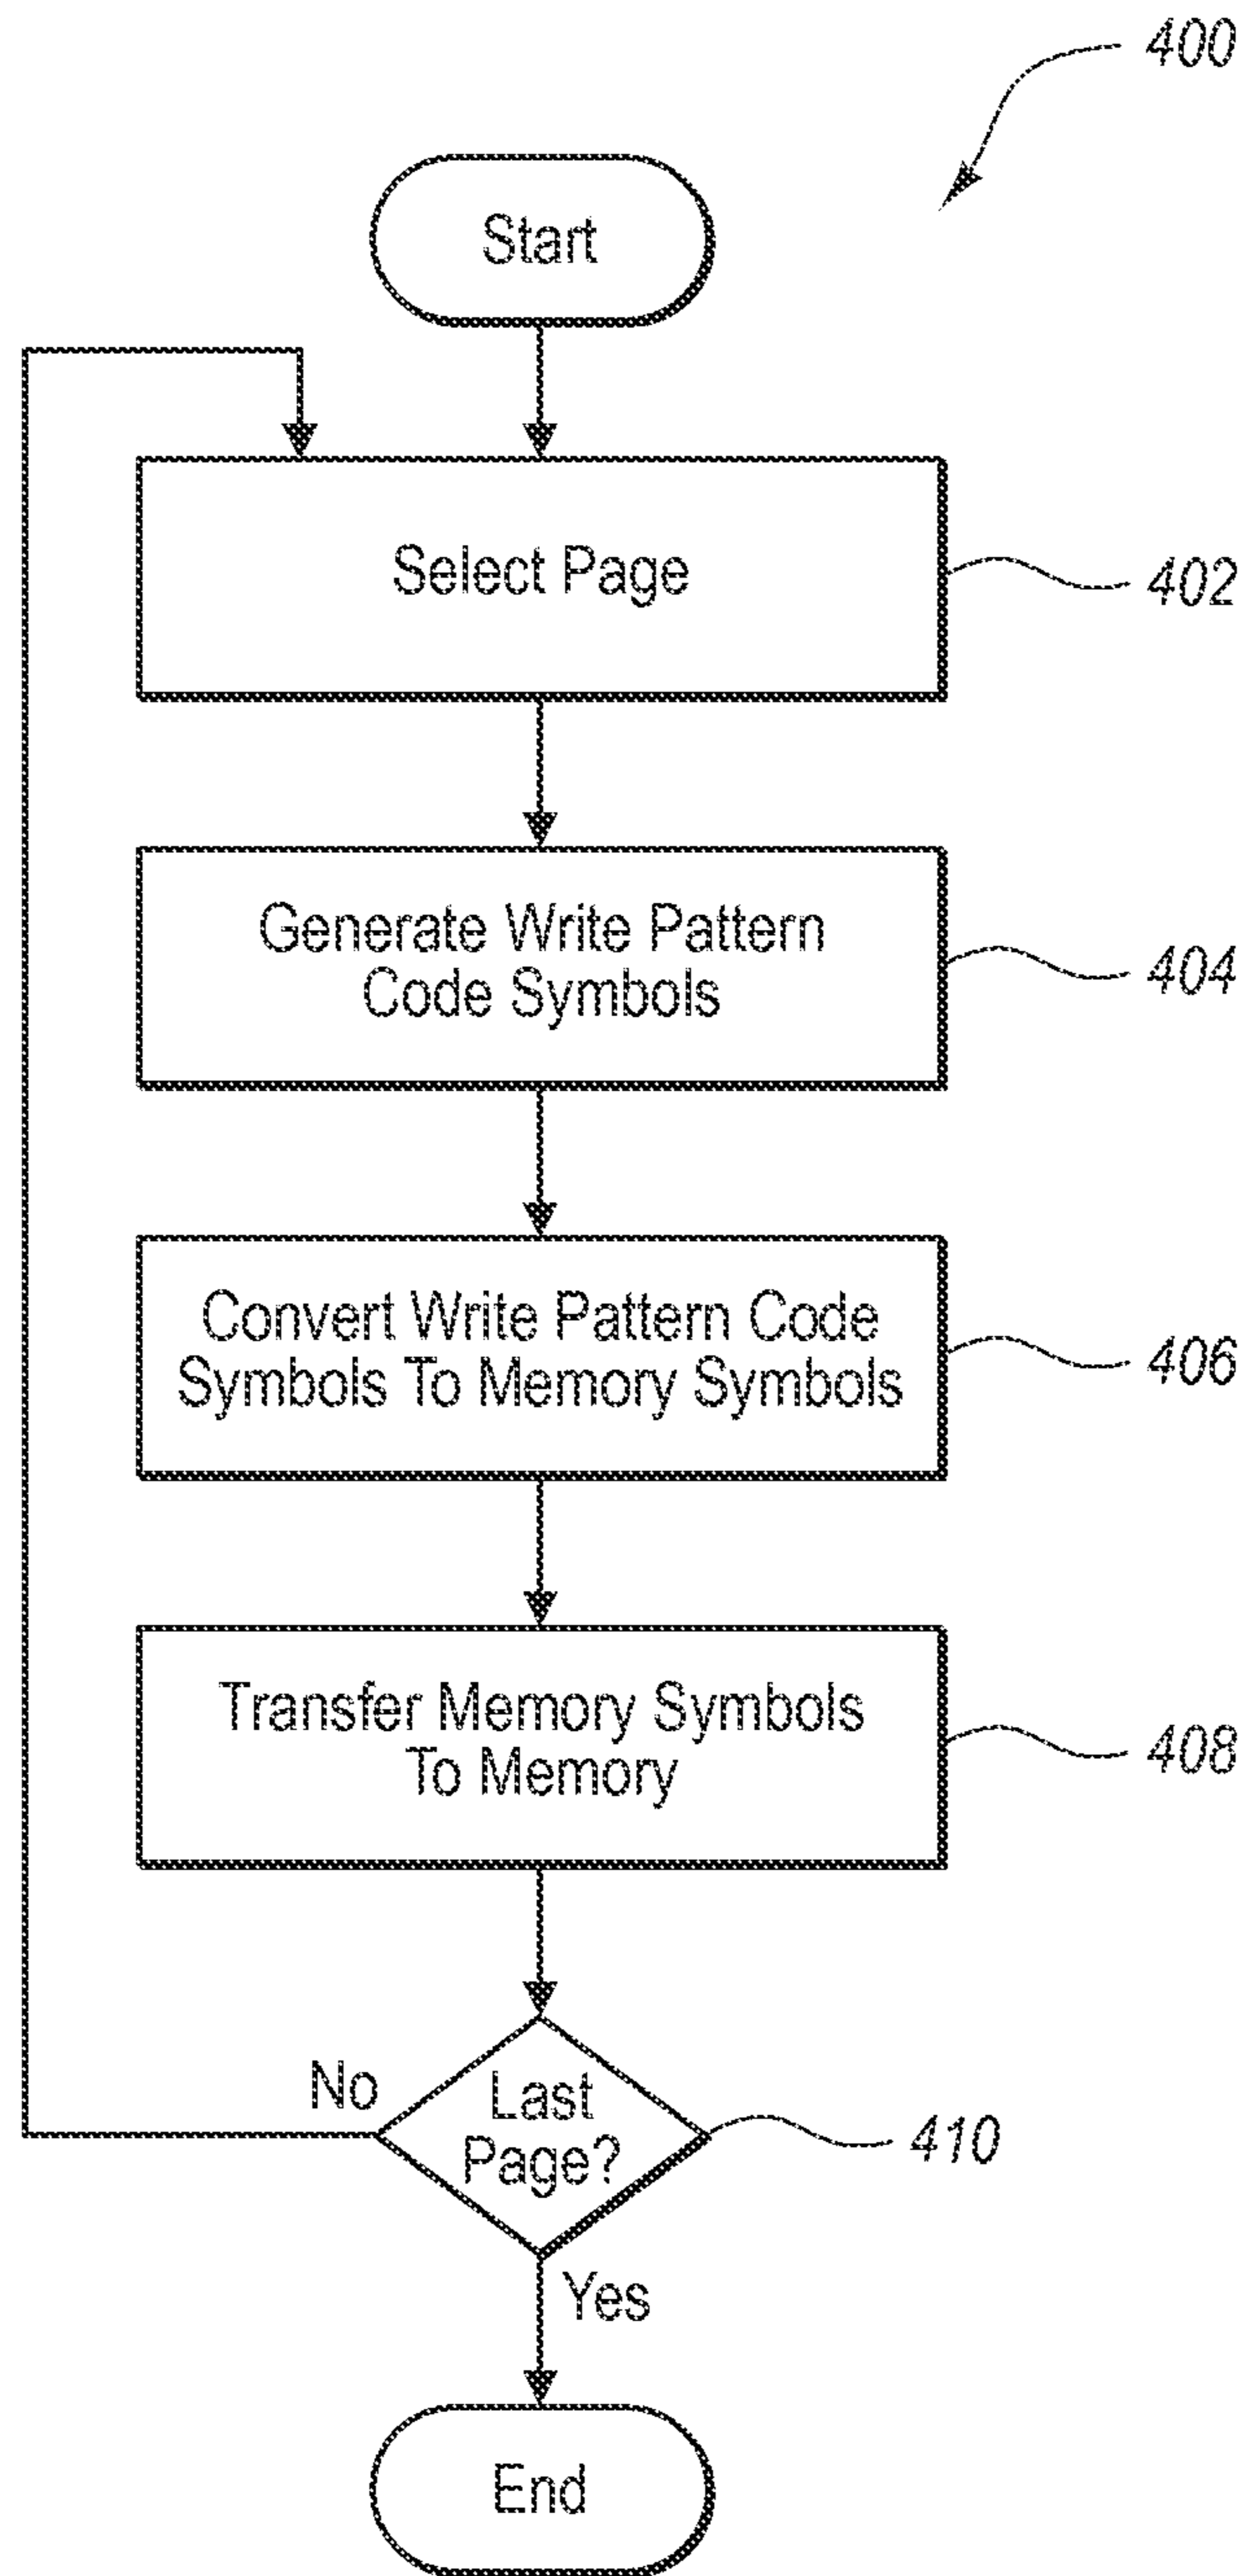 400
Start
Select Page
402
Generate Write Pattern
Code Symbols
404
Convert Write Pattern Code
Symbols To Memory Symbols
406
Transfer Memory Symbols
To Memory
408
No
Last
Page?
410
Yes
End